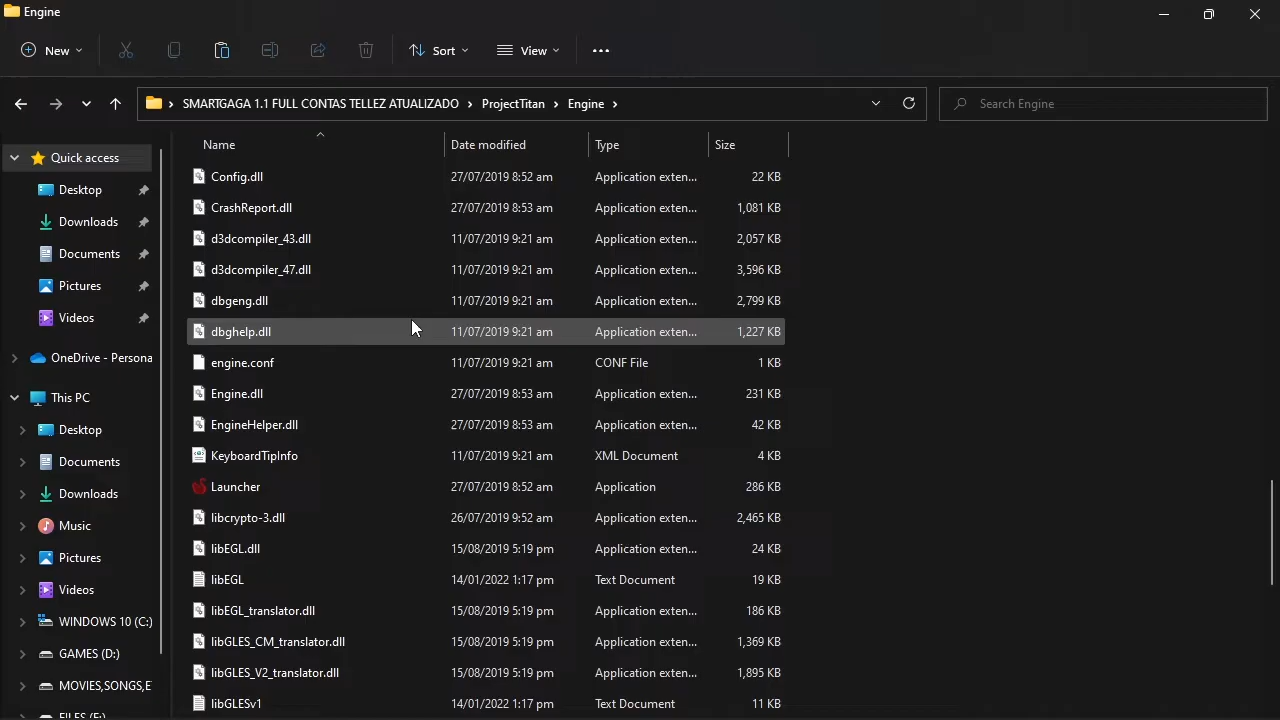 Engine
New
Sort
View
SMARTGAGA 1.1 FULL CONTAS TELLEZ ATUALIZADO > ProjectTitan > Engine >
Search Engine
Name Date modified Type Size
Quick access
Desktop
Downloads
Documents
Pictures
Videos
OneDrive - Persona
This PC
Desktop
Documents
Downloads
Music
Pictures
Videos
WINDOWS 10 (C:)
GAMES (D:)
MOVIES,SONGS,E
FILES (F:)
Config.dll 27/07/2019 8:52 am Application exten... 22 KB
CrashReport.dll 27/07/2019 8:53 am Application exten... 1,081 KB
d3dcompiler_43.dll 11/07/2019 9:21 am Application exten... 2,057 KB
d3dcompiler_47.dll 11/07/2019 9:21 am Application exten... 3,596 KB
dbgeng.dll 11/07/2019 9:21 am Application exten... 2,799 KB
dbghelp.dll 11/07/2019 9:21 am Application exten... 1,227 KB
engine.conf 11/07/2019 9:21 am CONF File 1 KB
Engine.dll 27/07/2019 8:53 am Application exten... 231 KB
EngineHelper.dll 27/07/2019 8:53 am Application exten... 42 KB
KeyboardTipInfo 11/07/2019 9:21 am XML Document 4 KB
Launcher 27/07/2019 8:52 am Application 286 KB
libcrypto-3.dll 26/07/2019 9:52 am Application exten... 2,465 KB
libEGL.dll 15/08/2019 5:19 pm Application exten... 24 KB
libEGL 14/01/2022 1:17 pm Text Document 19 KB
libEGL_translator.dll 15/08/2019 5:19 pm Application exten... 186 KB
libGLES_CM_translator.dll 15/08/2019 5:19 pm Application exten... 1,369 KB
libGLES_V2_translator.dll 15/08/2019 5:19 pm Application exten... 1,895 KB
libGLESv1 14/01/2022 1:17 pm Text Document 11 KB